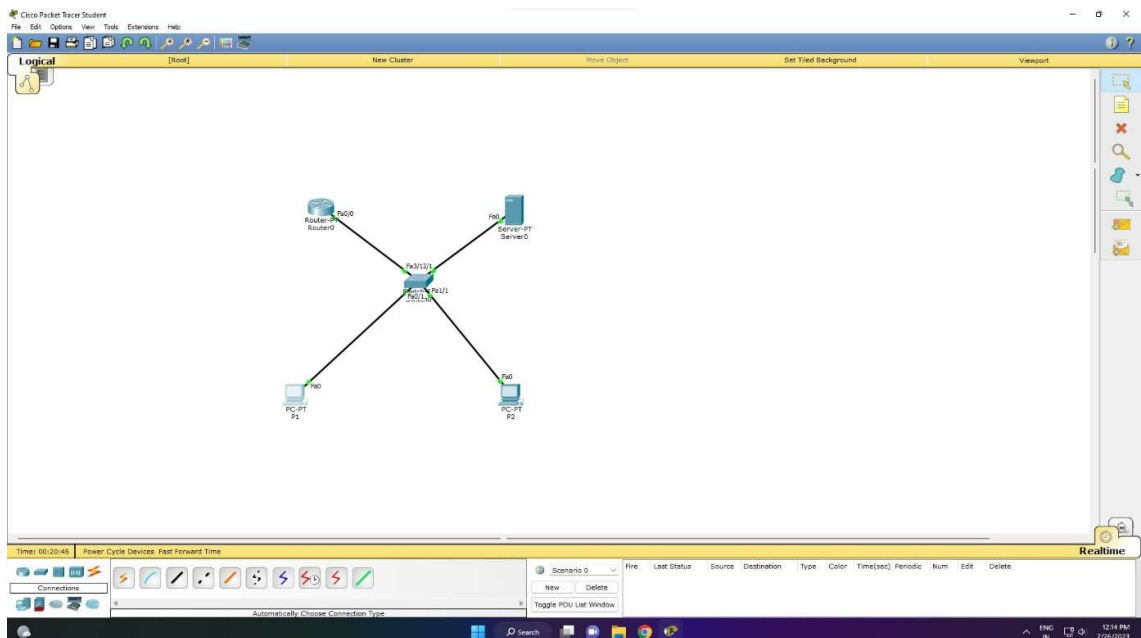 Cisco Packet Tracer Student
File Edit Options View Tools Extensions Help
Logical [Root] New Cluster Move Object Set Tiled Background Viewport
Fa0/0
Router-PT
Router0
Fa0
Server-PT
Server0
Fa3/12/1
Fa0/1 Fa1/1
Fa0
PC-PT
P1
Fa0
PC-PT
P2
Time: 00:20:45 Power Cycle Devices Fast Forward Time Realtime
Connections
Automatically Choose Connection Type
Scenario 0
New Delete
Toggle PDU List Window
Fire Last Status Source Destination Type Color Time(sec) Periodic Num Edit Delete
Search
ENG
IN
12:14 PM